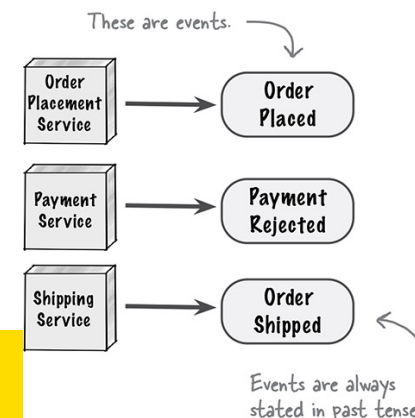 These are events.
Order
Placement
Service
Order
Placed
Payment
Service
Payment
Rejected
Shipping
Service
Order
Shipped
Events are always
stated in past tense